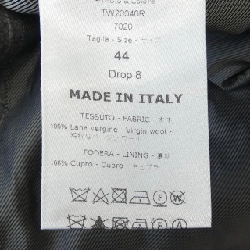 TW20040R
7020
Taglia - Size -
44
Drop 8
MADE IN ITALY
TESSUTO - FABRIC -
100% Lana vergine - Virgin wool -
FODERA - LINING -
100% Cupro - Cupro -